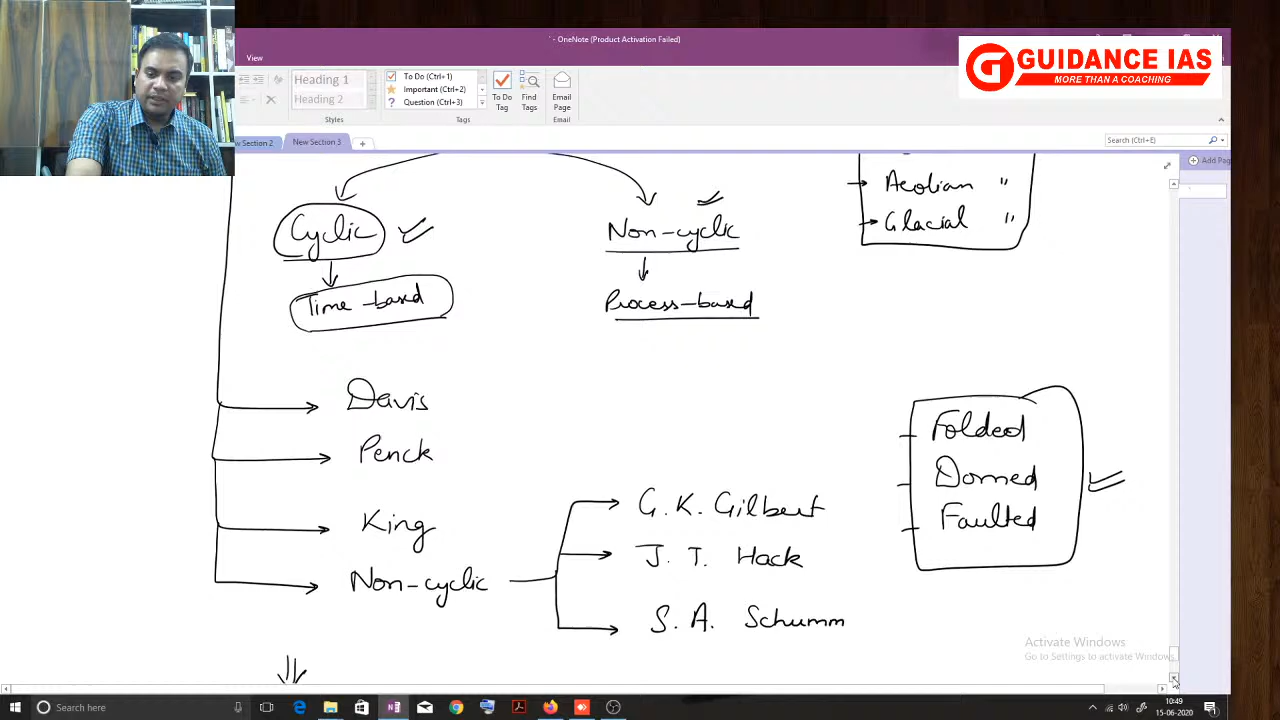 - OneNote (Product Activation Failed)
GUIDANCE IAS
MORE THAN A COACHING
View
Heading 1
Heading 2
Styles
To Do (Ctrl+1)
Important (Ctrl+2)
Question (Ctrl+3)
Tags
To Do Tag
Find Tags
Email Page
Email
Section 2
New Section 3
Search (Ctrl+E)
Add Pag
Aeolian "
Glacial "
Cyclic
Non-cyclic
Time-based
Process-based
Davis
Penck
King
Non-cyclic
G. K. Gilbert
J. T. Hack
S. A. Schumm
Folded
Domed
Faulted
Activate Windows
Go to Settings to activate Windows
Search here
10:49
15-06-2020